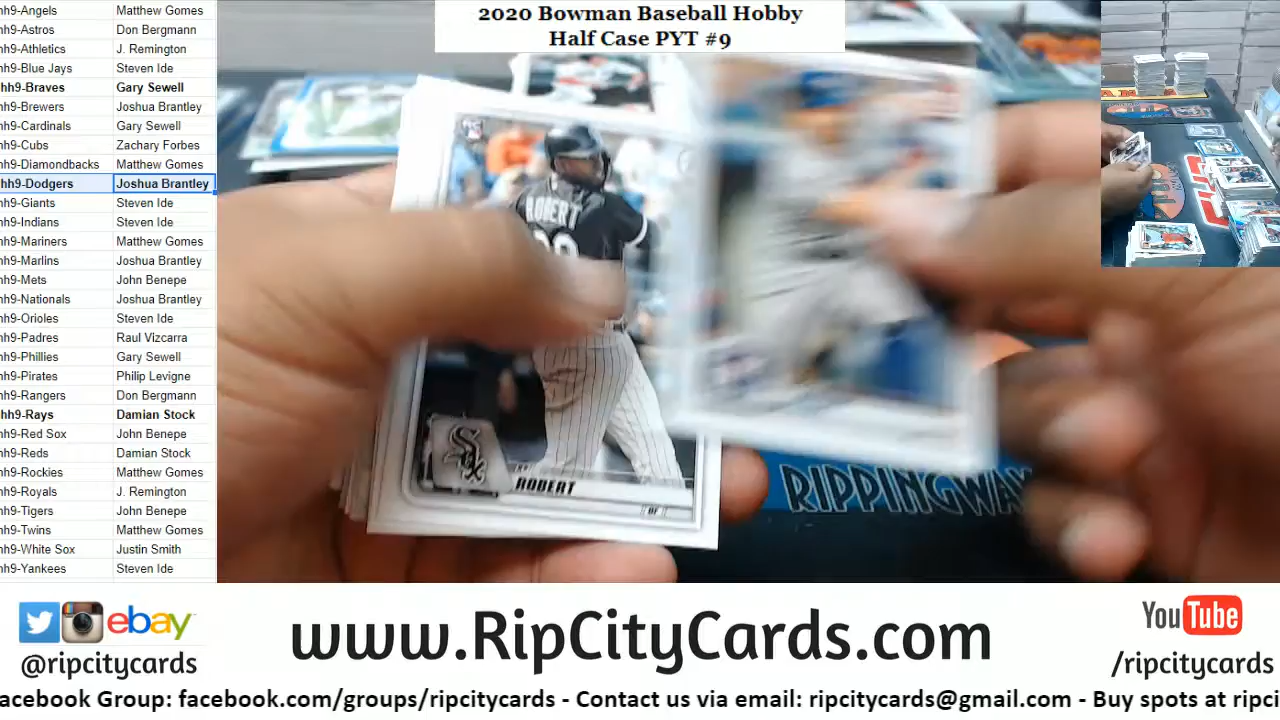 hh9-Angels Matthew Gomes
hh9-Astros Don Bergmann
hh9-Athletics J. Remington
hh9-Blue Jays Steven Ide
hh9-Braves Gary Sewell
hh9-Brewers Joshua Brantley
hh9-Cardinals Gary Sewell
hh9-Cubs Zachary Forbes
hh9-Diamondbacks Matthew Gomes
hh9-Dodgers Joshua Brantley
hh9-Giants Steven Ide
hh9-Indians Steven Ide
hh9-Mariners Matthew Gomes
hh9-Marlins Joshua Brantley
hh9-Mets John Benepe
hh9-Nationals Joshua Brantley
hh9-Orioles Steven Ide
hh9-Padres Raul Vizcarra
hh9-Phillies Gary Sewell
hh9-Pirates Philip Levigne
hh9-Rangers Don Bergmann
hh9-Rays Damian Stock
hh9-Red Sox John Benepe
hh9-Reds Damian Stock
hh9-Rockies Matthew Gomes
hh9-Royals J. Remington
hh9-Tigers John Benepe
hh9-Twins Matthew Gomes
hh9-White Sox Justin Smith
hh9-Yankees Steven Ide
2020 Bowman Baseball Hobby
Half Case PYT #9
ROBERT
Sox
ROBERT
RIPPINGWAX
ebay
@ripcitycards
www.RipCityCards.com
YouTube
/ripcitycards
acebook Group: facebook.com/groups/ripcitycards - Contact us via email: ripcitycards@gmail.com - Buy spots at ripci